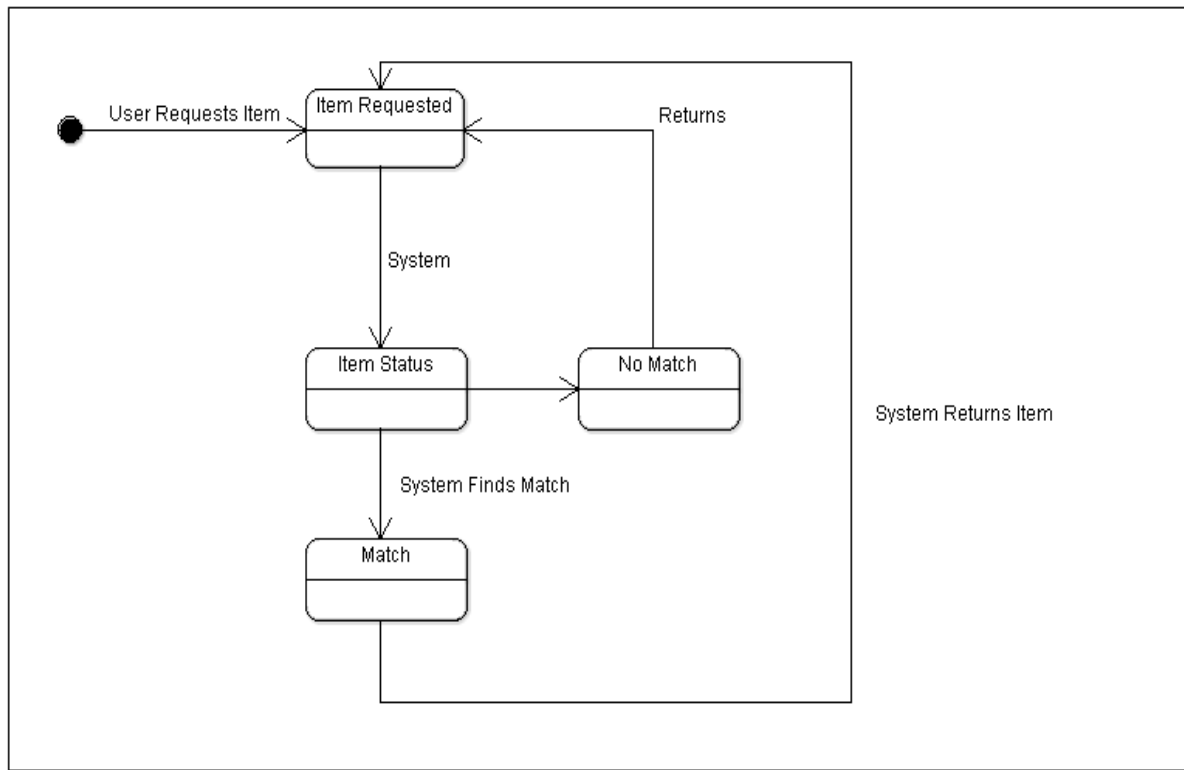 User Requests Item
Item Requested
Returns
System
Item Status
No Match
System Returns Item
System Finds Match
Match